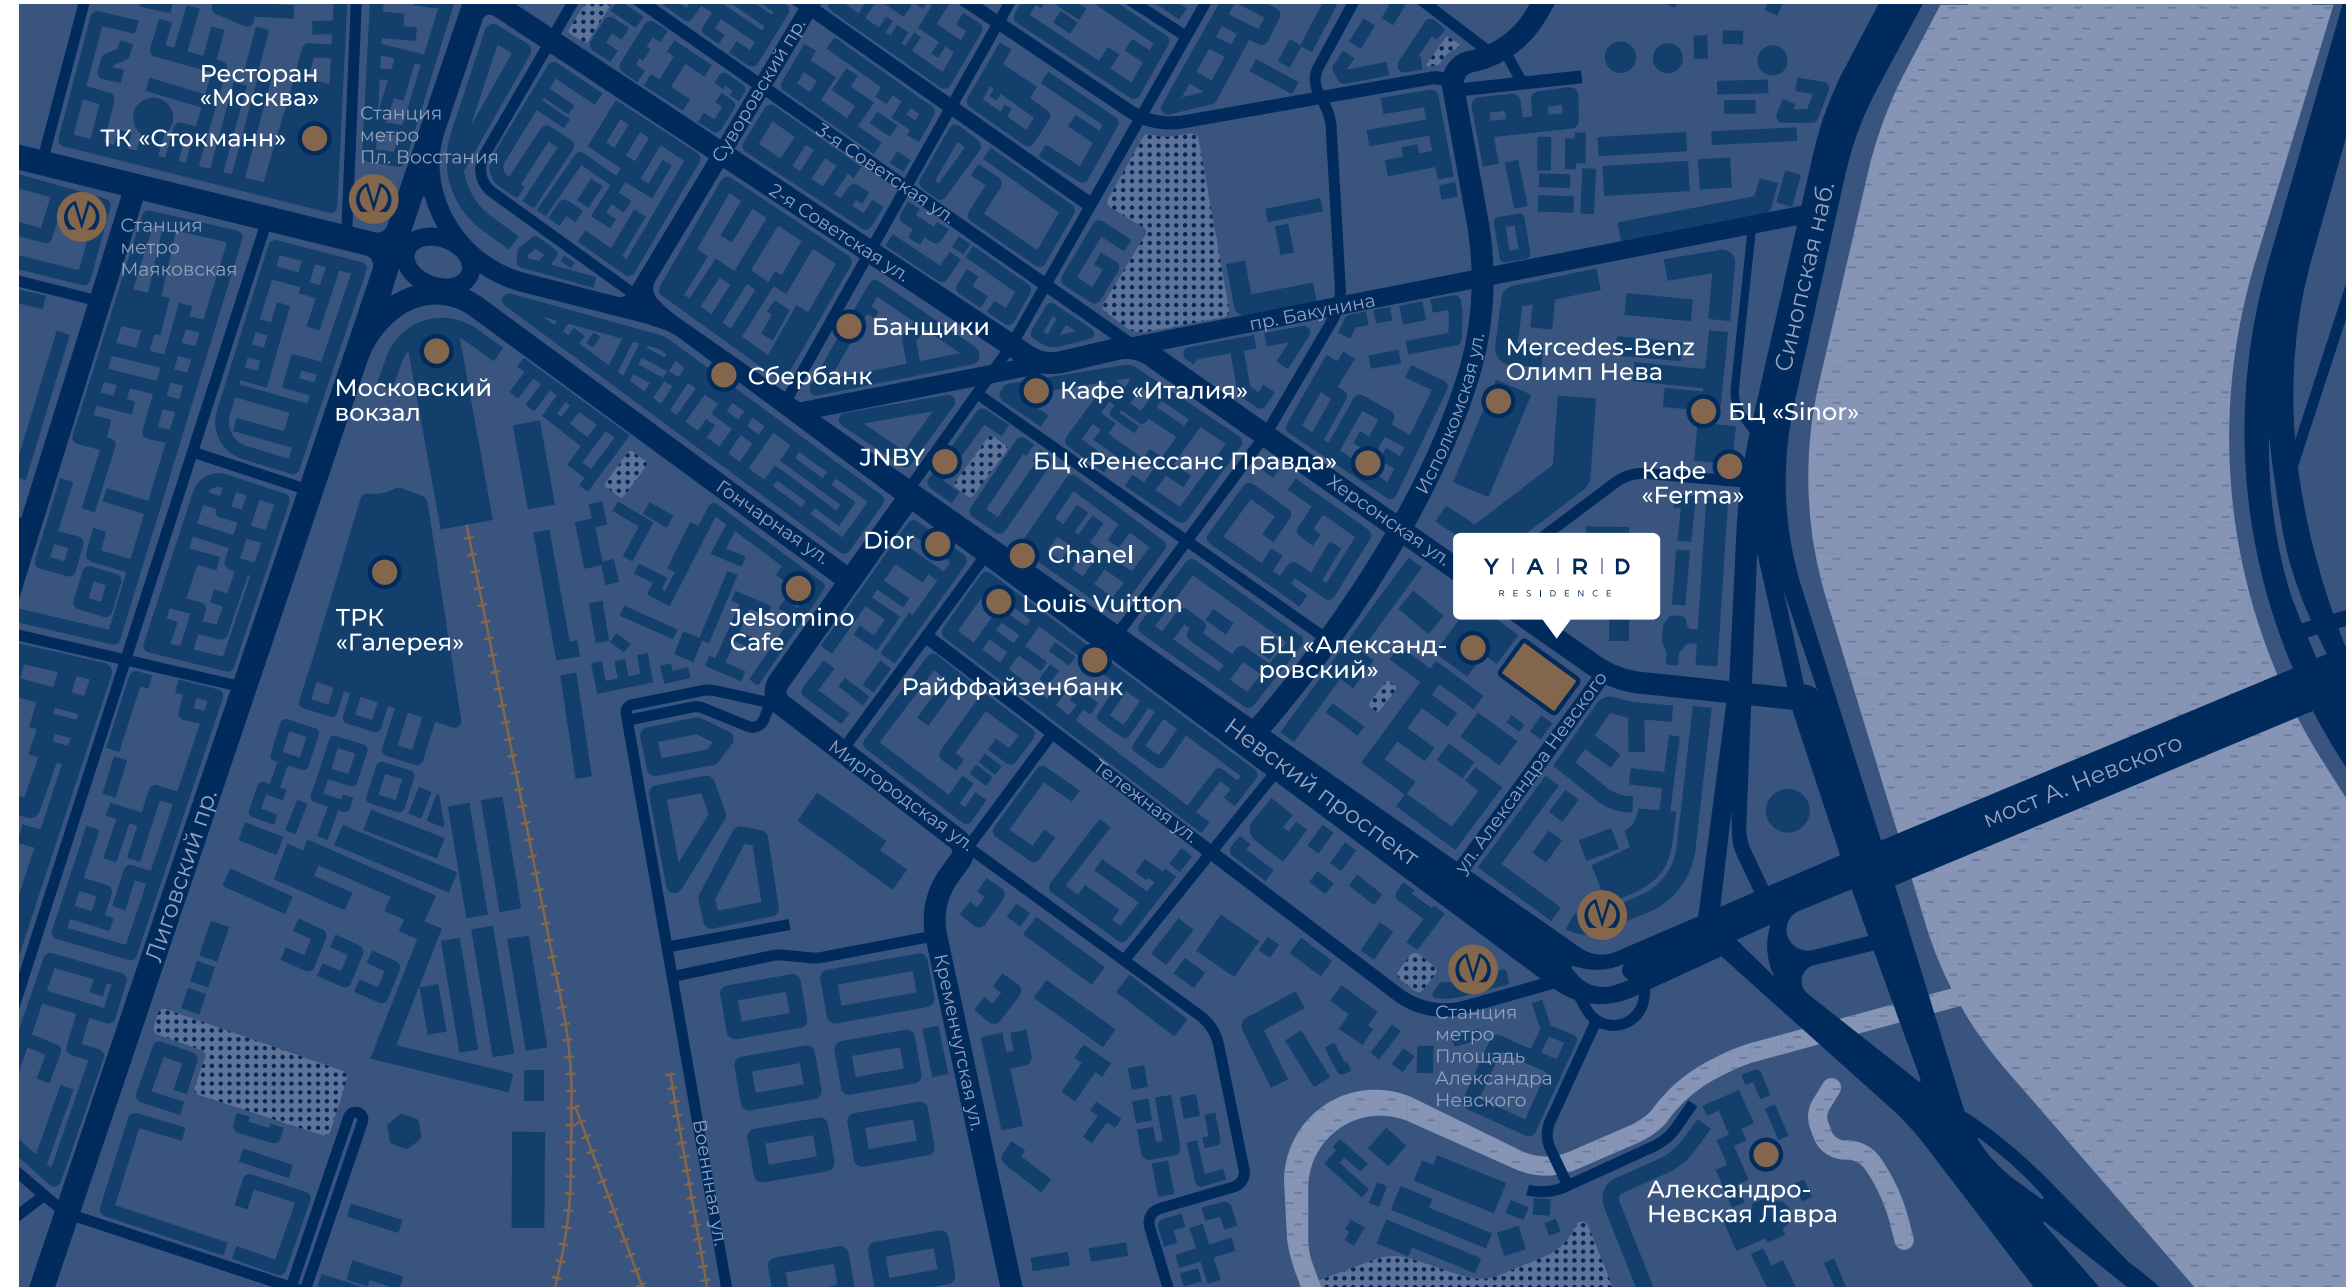 Ресторан
«Москва»
ТК «Стокманн»
Станция
метро
Пл. Восстания
Станция
метро
Маяковская
Суворовский пр.
3-я Советская ул.
2-я Советская ул.
Синопская наб.
пр. Бакунина
Банщики
Московский
вокзал
Сбербанк
Кафе «Италия»
Исполкомская ул.
Mercedes-Benz
Олимп Нева
БЦ «Sinor»
JNBY
БЦ «Ренессанс Правда»
Кафе
«Ferma»
Гончарная ул.
Херсонская ул.
Dior
Chanel
Y | A | R | D
RESIDENCE
ТРК
«Галерея»
Jelsomino
Cafe
Louis Vuitton
БЦ «Александ-
ровский»
Райффайзенбанк
ул. Александра Невского
Невский проспект
мост А. Невского
Миргородская ул.
Тележная ул.
Лиговский пр.
Кременчугская ул.
Станция
метро
Площадь
Александра
Невского
Военная ул.
Александро-
Невская Лавра